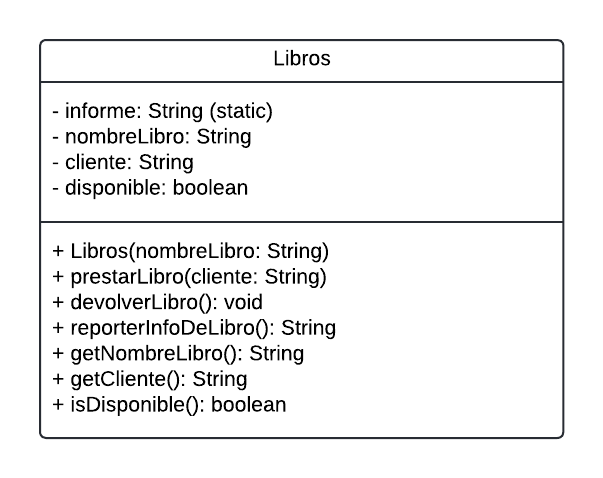 Libros
- informe: String (static)
- nombreLibro: String
- cliente: String
- disponible: boolean
+ Libros(nombreLibro: String)
+ prestarLibro(cliente: String)
+ devolverLibro(): void
+ reporterInfoDeLibro(): String
+ getNombreLibro(): String
+ getCliente(): String
+ isDisponible(): boolean